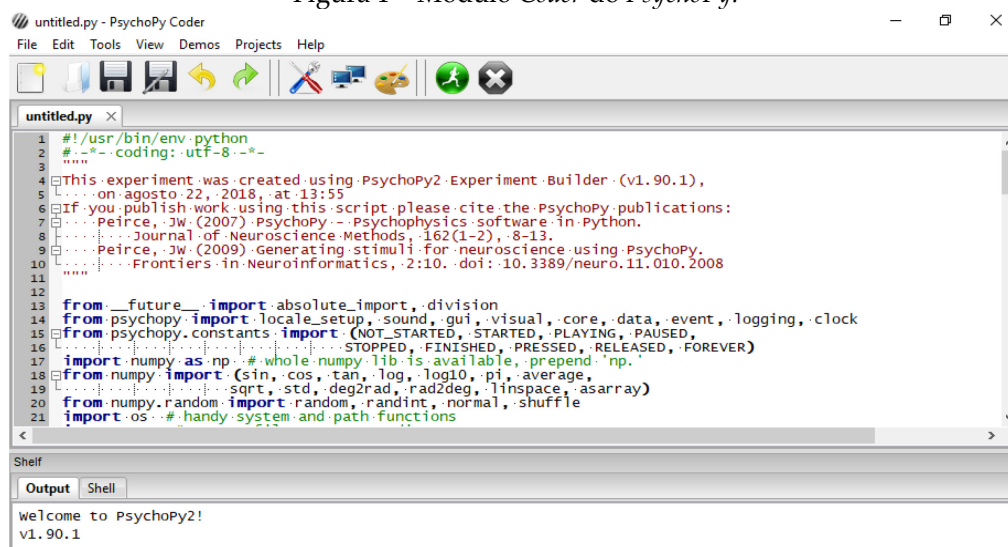 Figura 1 – Módulo Coder do PsychoPy.
untitled.py - PsychoPy Coder
File Edit Tools View Demos Projects Help
untitled.py
1 #!/usr/bin/env python
2 # -*- coding: utf-8 -*-
3 """
4 This experiment was created using PsychoPy2 Experiment Builder (v1.90.1),
5     on agosto 22, 2018, at 13:55
6 If you publish work using this script please cite the PsychoPy publications:
7     Peirce, JW (2007) PsychoPy - Psychophysics software in Python.
8         Journal of Neuroscience Methods, 162(1-2), 8-13.
9     Peirce, JW (2009) Generating stimuli for neuroscience using PsychoPy.
10         Frontiers in Neuroinformatics, 2:10. doi: 10.3389/neuro.11.010.2008
11 """
12
13 from __future__ import absolute_import, division
14 from psychopy import locale_setup, sound, gui, visual, core, data, event, logging, clock
15 from psychopy.constants import (NOT_STARTED, STARTED, PLAYING, PAUSED,
16                                 STOPPED, FINISHED, PRESSED, RELEASED, FOREVER)
17 import numpy as np  # whole numpy lib is available, prepend 'np.'
18 from numpy import (sin, cos, tan, log, log10, pi, average,
19                    sqrt, std, deg2rad, rad2deg, linspace, asarray)
20 from numpy.random import random, randint, normal, shuffle
21 import os  # handy system and path functions
Shelf
Output Shell
Welcome to PsychoPy2!
v1.90.1